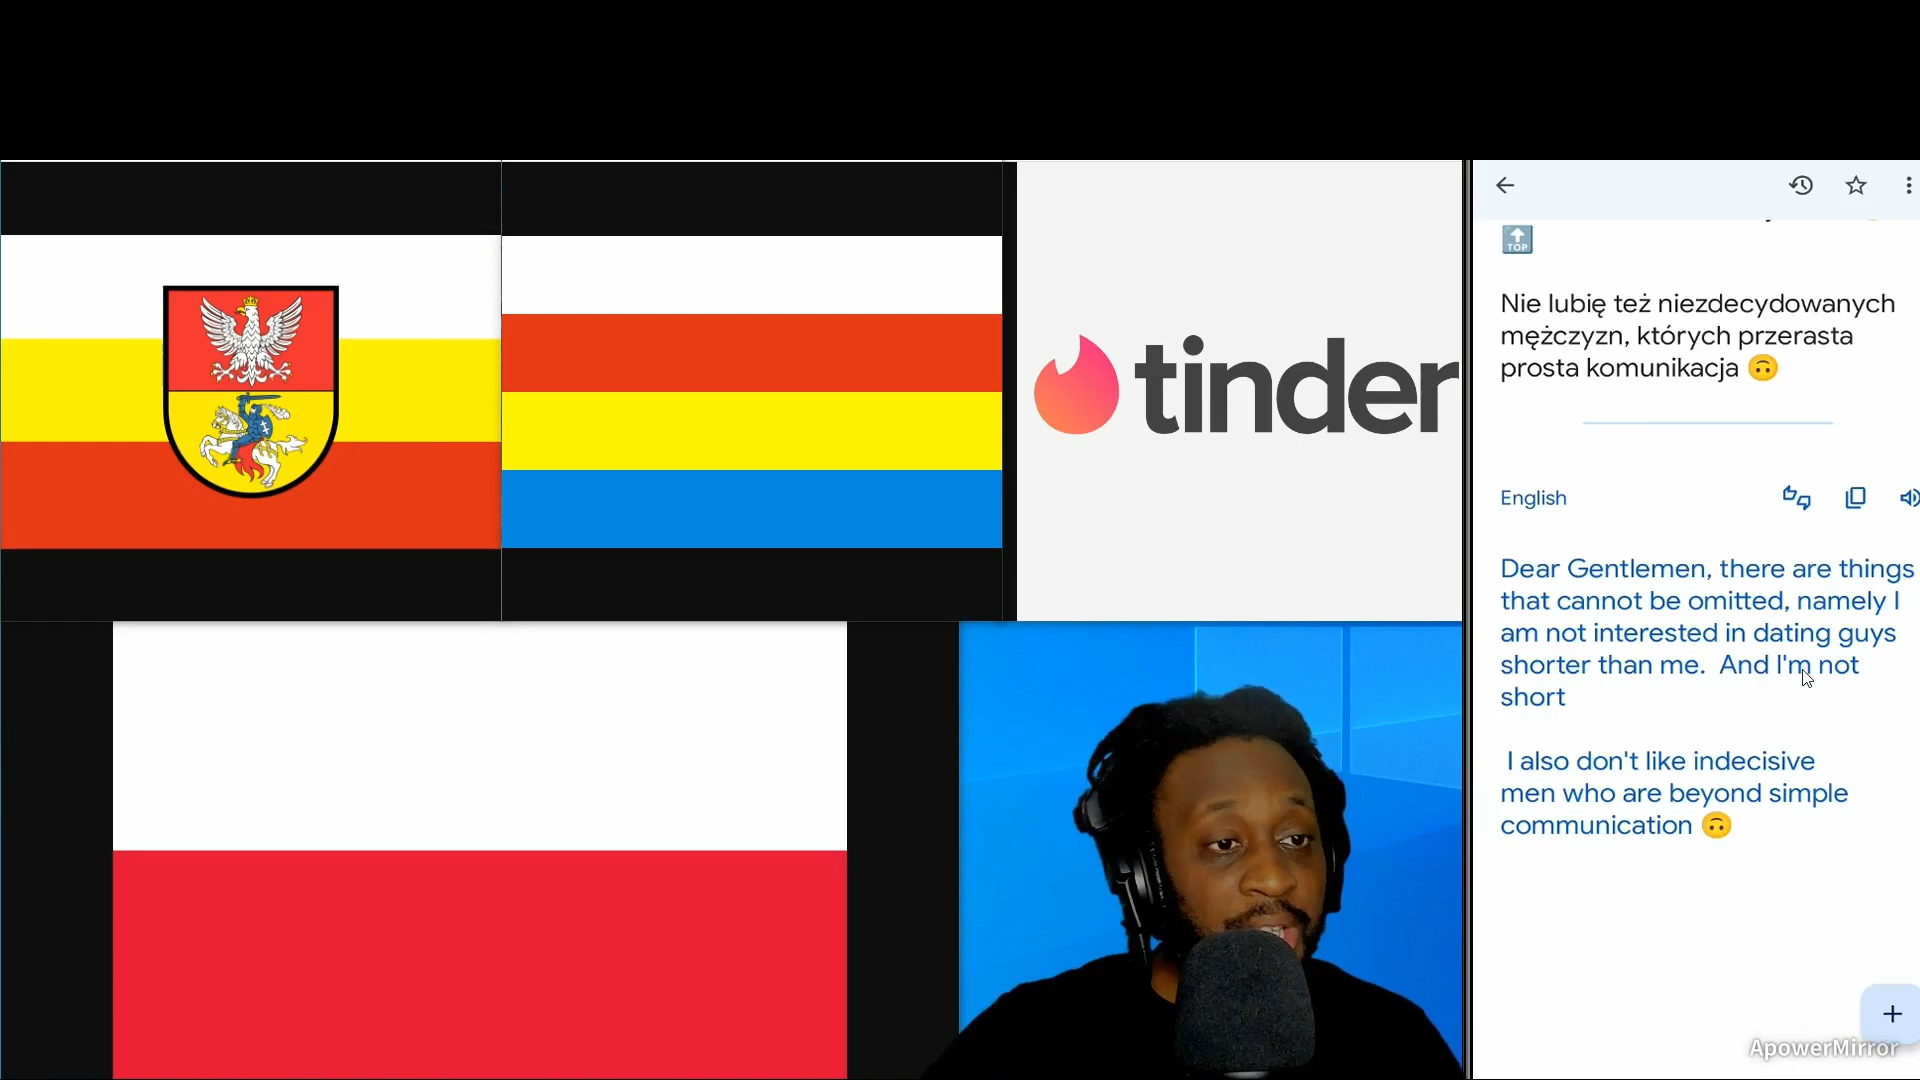 tinder
TOP
Nie lubię też niezdecydowanych
mężczyzn, których przerasta
prosta komunikacja 🙃
English
Dear Gentlemen, there are things
that cannot be omitted, namely I
am not interested in dating guys
shorter than me.  And I'm not
short
I also don't like indecisive
men who are beyond simple
communication 🙃
ApowerMirror